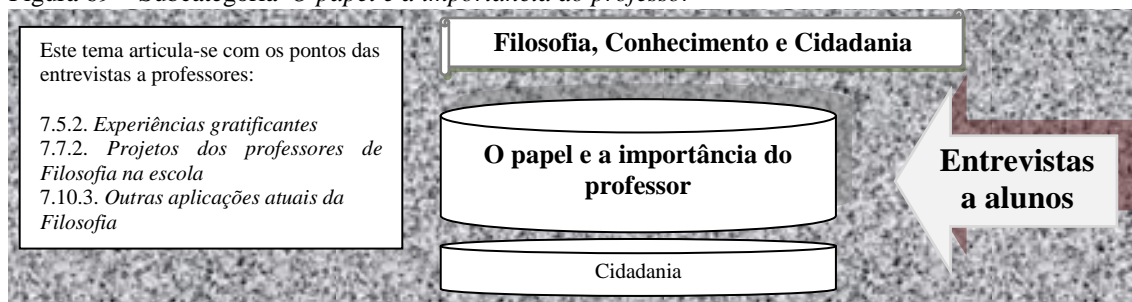 Figura 69 – Subcategoria O papel e a importância do professor
Este tema articula-se com os pontos das
entrevistas a professores:
7.5.2. Experiências gratificantes
7.7.2. Projetos dos professores de
Filosofia na escola
7.10.3. Outras aplicações atuais da
Filosofia
Filosofia, Conhecimento e Cidadania
O papel e a importância do
professor
Cidadania
Entrevistas
a alunos